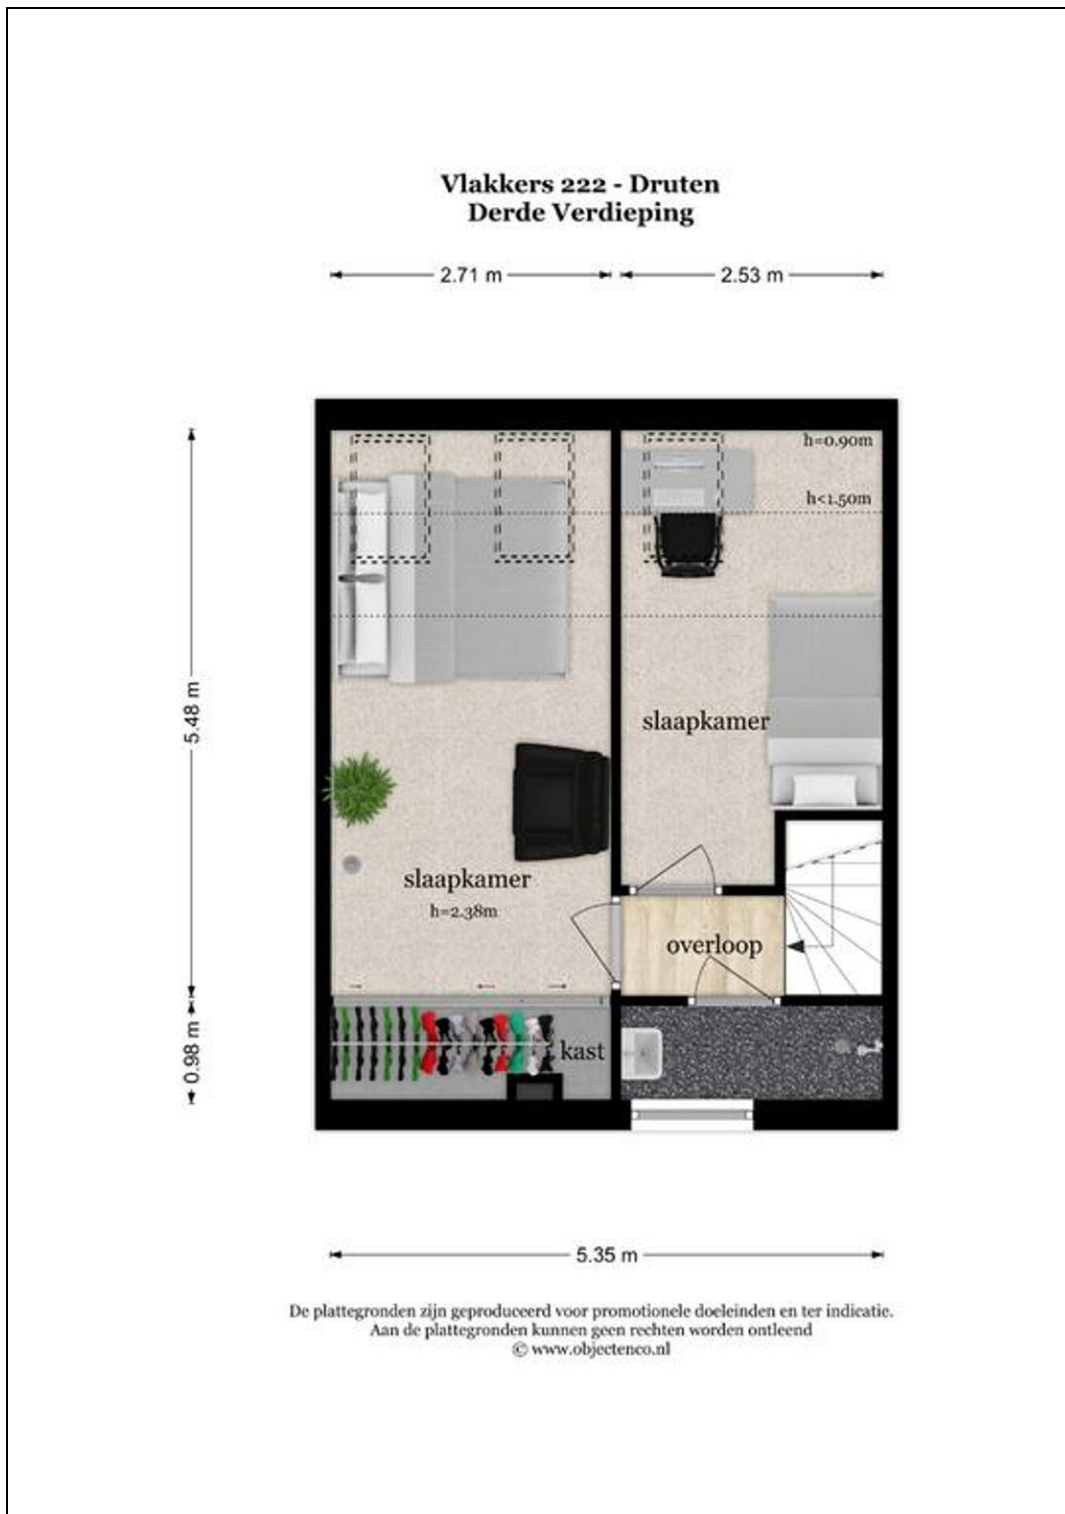 Vlakkers 222 - Druten
Derde Verdieping
2.71 m
2.53 m
h=0.90m
h<1.50m
5.48 m
slaapkamer
slaapkamer
h=2.38m
overloop
0.98 m
kast
5.35 m
De plattegronden zijn geproduceerd voor promotionele doeleinden en ter indicatie.
Aan de plattegronden kunnen geen rechten worden ontleend
© www.objectenco.nl